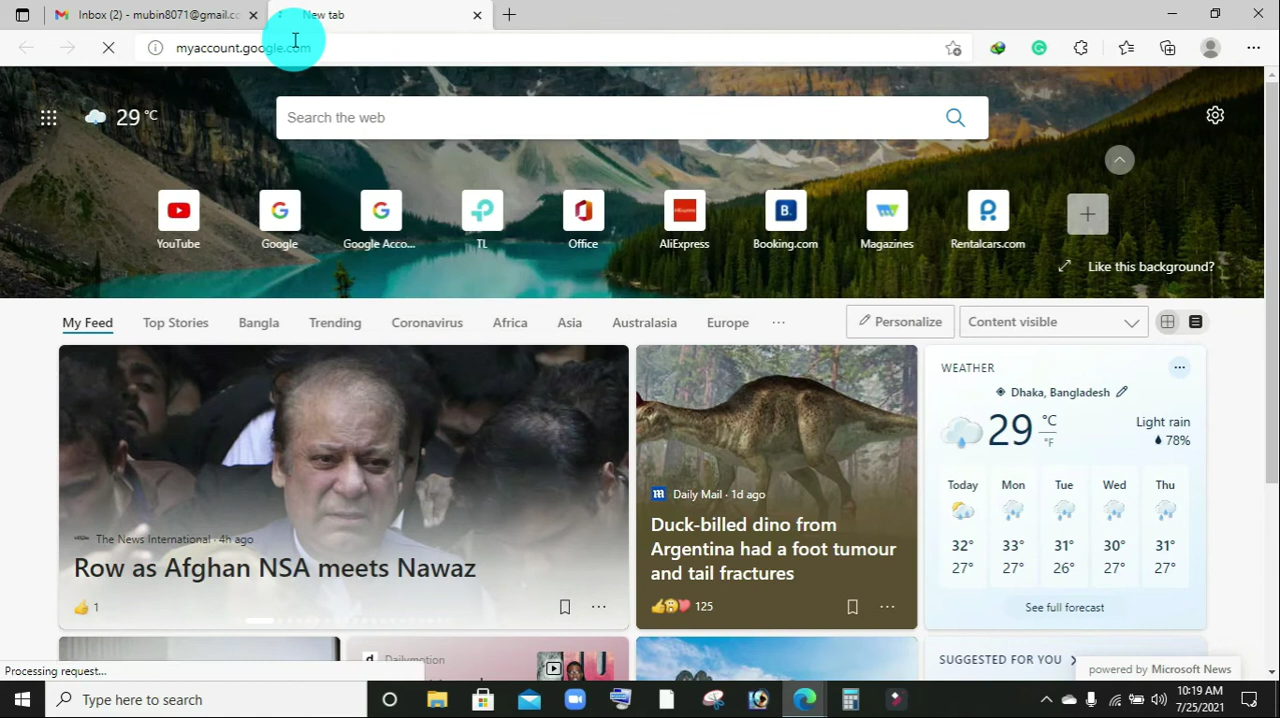 Inbox (2) - mubin8071@gmail.co
New tab
myaccount.google.com
29 °C
Search the web
YouTube
Google
Google Acco...
TL
Office
AliExpress
Booking.com
Magazines
Rentalcars.com
Like this background?
My Feed
Top Stories
Bangla
Trending
Coronavirus
Africa
Asia
Australasia
Europe
...
Personalize
Content visible
The News International · 4h ago
Row as Afghan NSA meets Nawaz
1
Daily Mail · 1d ago
Duck-billed dino from
Argentina had a foot tumour
and tail fractures
125
WEATHER
Dhaka, Bangladesh
29 °C
°F
Light rain
78%
Today Mon Tue Wed Thu
32° 33° 31° 30° 31°
27° 27° 26° 27° 27°
See full forecast
Dailymotion
SUGGESTED FOR YOU
powered by Microsoft News
Processing request...
Type here to search
10:19 AM
7/25/2021